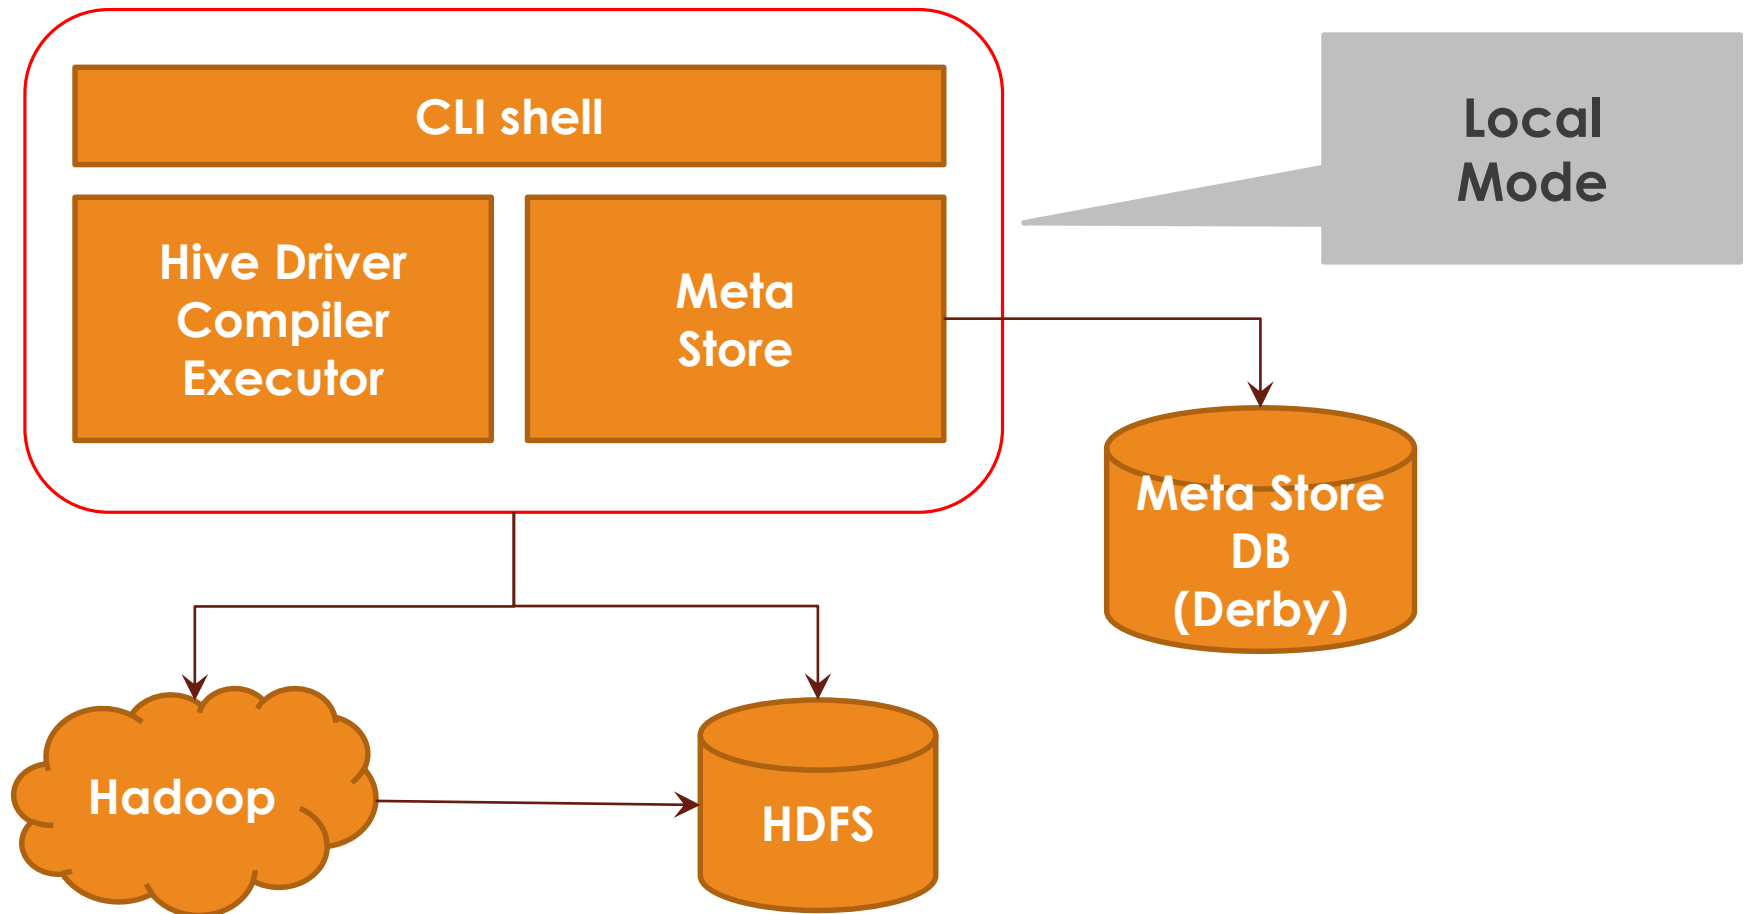 CLI shell
Local
Mode
Hive Driver
Compiler
Executor
Meta
Store
Meta Store
DB
(Derby)
Hadoop
HDFS